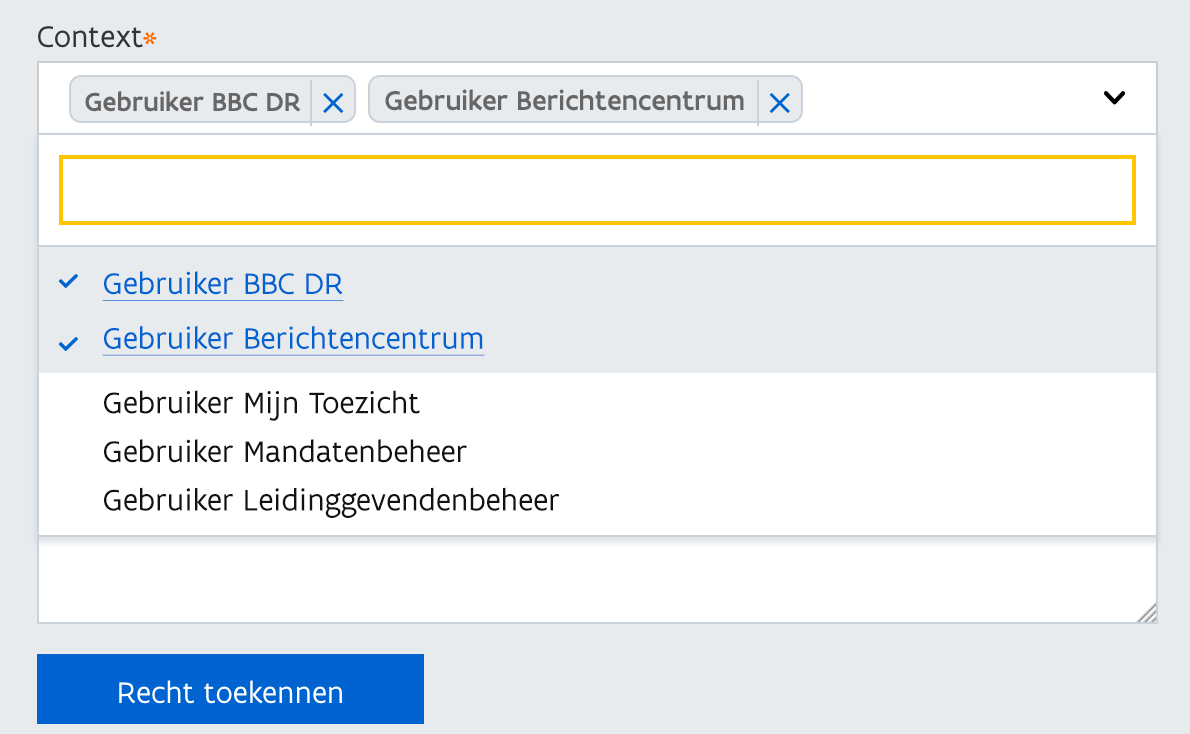 Context*
Gebruiker BBC DR Gebruiker Berichtencentrum
Gebruiker BBC DR
Gebruiker Berichtencentrum
Gebruiker Mijn Toezicht
Gebruiker Mandatenbeheer
Gebruiker Leidinggevendenbeheer
Recht toekennen